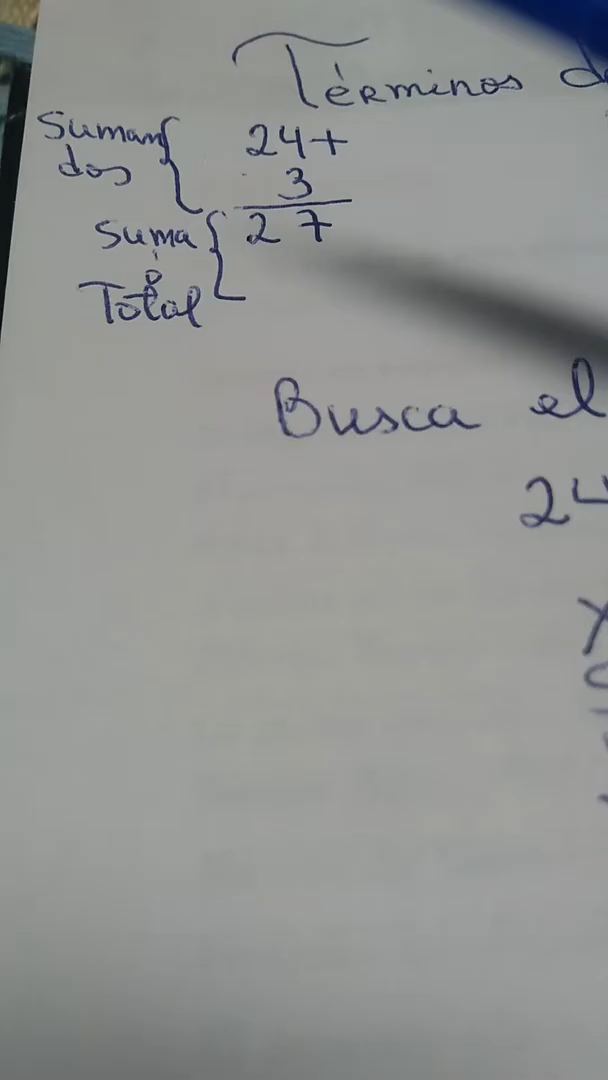 Términos d
Suman 24+
dos 3
Suma 27
o
Total
Busca el
24